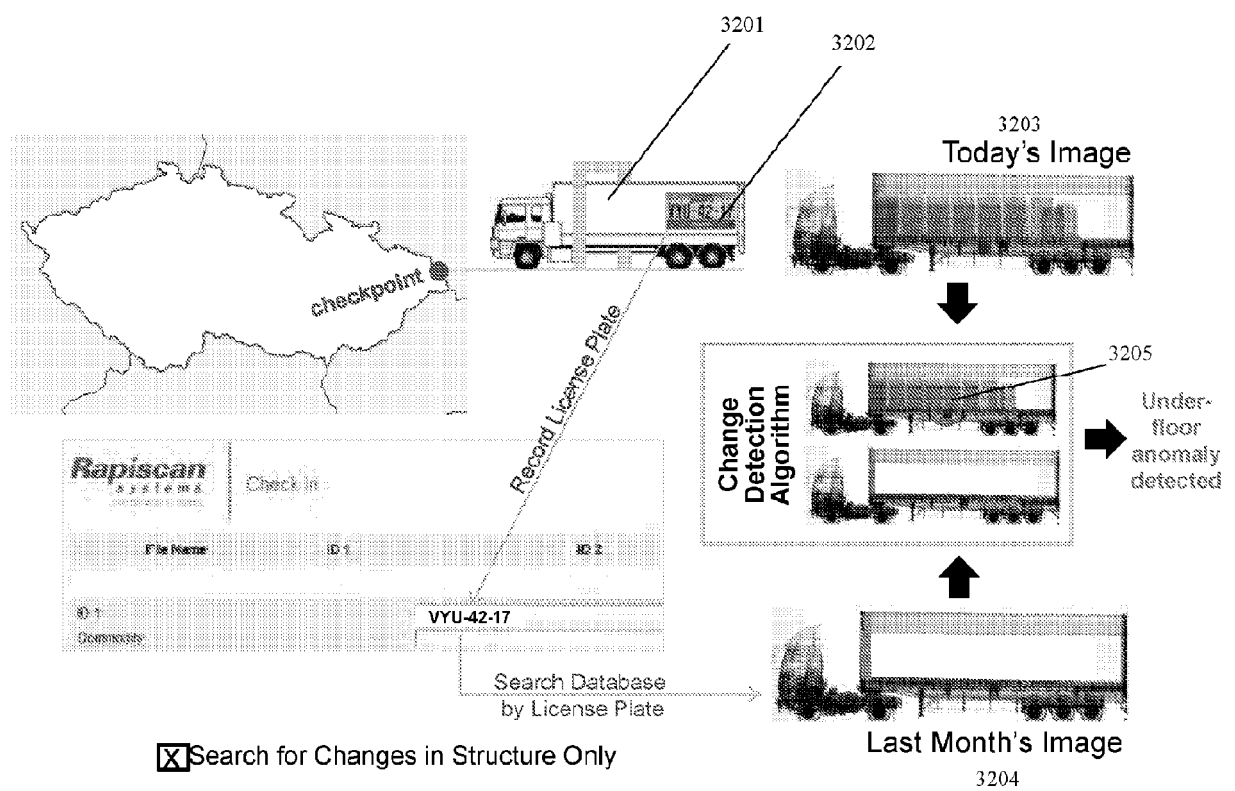 3201
3202
3203
Today's Image
checkpoint
Record License Plate
3205
Change
Detection
Algorithm
Under-
floor
anomaly
detected
Rapiscan
systems
Check in
File Name ID 1 ID 2
ID 1
VYU-42-17
Commodity
Search Database
by License Plate
X Search for Changes in Structure Only
Last Month's Image
3204